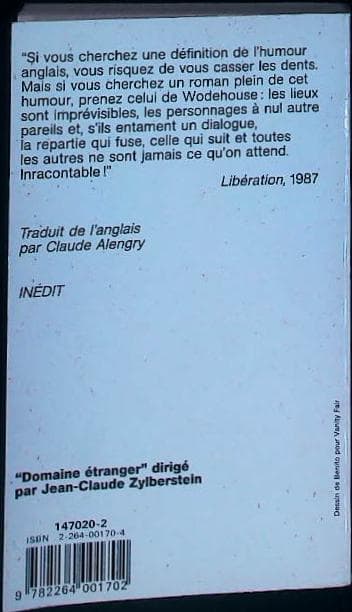 "Si vous cherchez une définition de l'humour
anglais, vous risquez de vous casser les dents.
Mais si vous cherchez un roman plein de cet
humour, prenez celui de Wodehouse : les lieux
sont imprévisibles, les personnages à nul autre
pareils et, s'ils entament un dialogue,
la repartie qui fuse, celle qui suit et toutes
les autres ne sont jamais ce qu'on attend.
Inracontable !"
Libération, 1987
Traduit de l'anglais
par Claude Alengry
INÉDIT
Dessin de Benito pour Vanity Fair
"Domaine étranger" dirigé
par Jean-Claude Zylberstein
147020-2
ISBN 2-264-00170-4
9 782264 001702